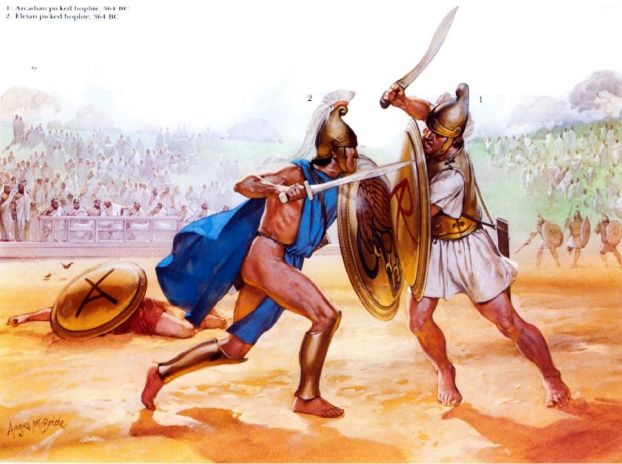 1: Arcadian picked hoplite, 364 BC
2: Eleian picked hoplite, 364 BC
2
1
Angus McBride